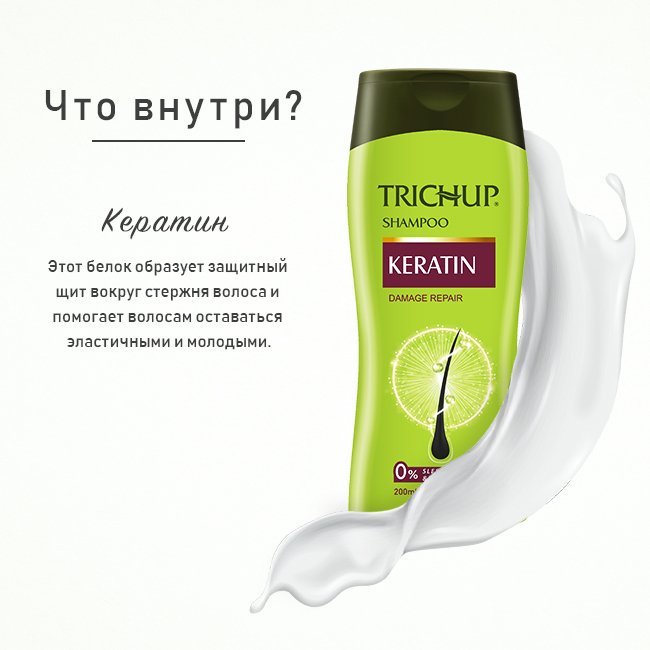 Что внутри?
Кератин
Этот белок образует защитный
щит вокруг стержня волоса и
помогает волосам оставаться
эластичными и молодыми.
TRICHUP®
SHAMPOO
KERATIN
DAMAGE REPAIR
0%
200ml